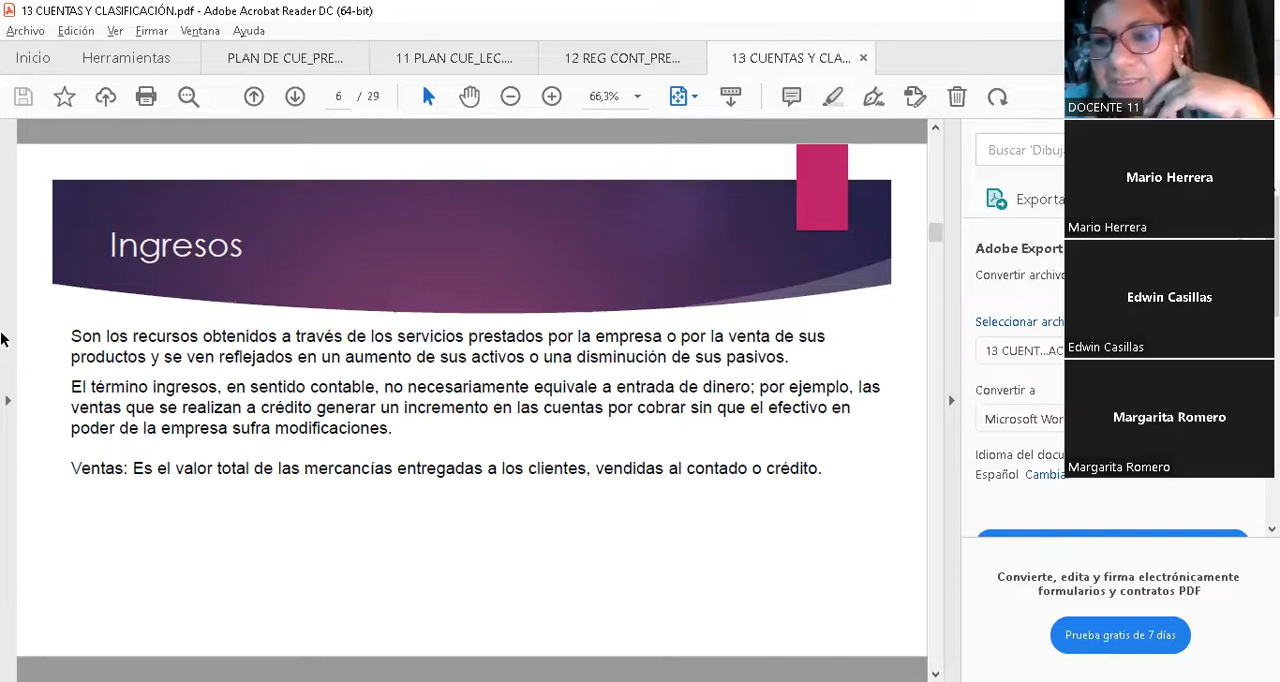 13 CUENTAS Y CLASIFICACIÓN.pdf - Adobe Acrobat Reader DC (64-bit)
Archivo Edición Ver Firmar Ventana Ayuda
Inicio Herramientas PLAN DE CUE_PRE... 11 PLAN CUE_LEC.... 12 REG CONT_PRE... 13 CUENTAS Y CLA... ×
6 / 29 66,3%
DOCENTE 11
Buscar 'Dibuj
Mario Herrera
Mario Herrera
Exporta
Ingresos
Adobe Export
Convertir archivo
Edwin Casillas
Seleccionar arch
Edwin Casillas
13 CUENT...AC
Son los recursos obtenidos a través de los servicios prestados por la empresa o por la venta de sus
productos y se ven reflejados en un aumento de sus activos o una disminución de sus pasivos.
El término ingresos, en sentido contable, no necesariamente equivale a entrada de dinero; por ejemplo, las
ventas que se realizan a crédito generar un incremento en las cuentas por cobrar sin que el efectivo en
poder de la empresa sufra modificaciones.
Ventas: Es el valor total de las mercancías entregadas a los clientes, vendidas al contado o crédito.
Convertir a
Microsoft Wor
Margarita Romero
Margarita Romero
Idioma del docu
Español Cambia
Convierte, edita y firma electrónicamente
formularios y contratos PDF
Prueba gratis de 7 días